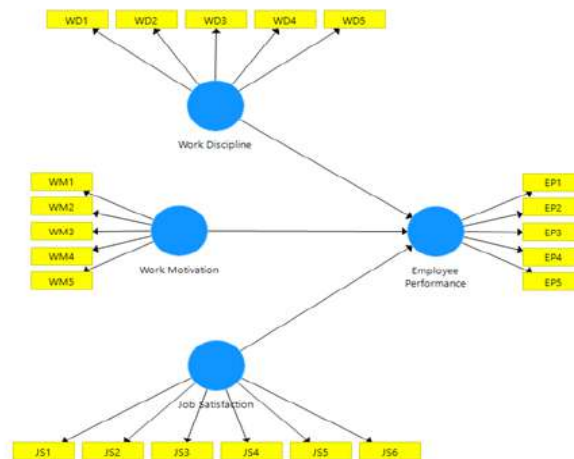 WD1 WD2 WD3 WD4 WD5
Work Discipline
WM1
WM2
WM3
WM4
WM5
Work Motivation
EP1
EP2
EP3
EP4
EP5
Employee
Performance
Job Satisfaction
JS1 JS2 JS3 JS4 JS5 JS6